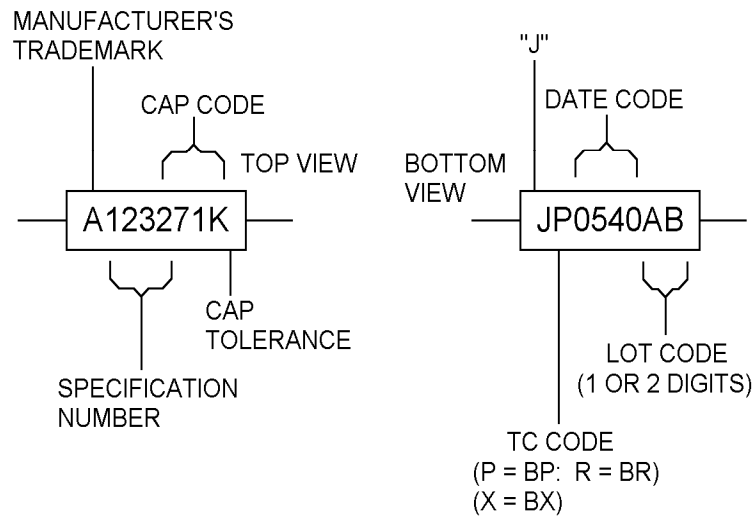 MANUFACTURER'S
TRADEMARK
CAP CODE
TOP VIEW
A123271K
CAP
TOLERANCE
SPECIFICATION
NUMBER
"J"
DATE CODE
BOTTOM
VIEW
JP0540AB
LOT CODE
(1 OR 2 DIGITS)
TC CODE
(P = BP: R = BR)
(X = BX)